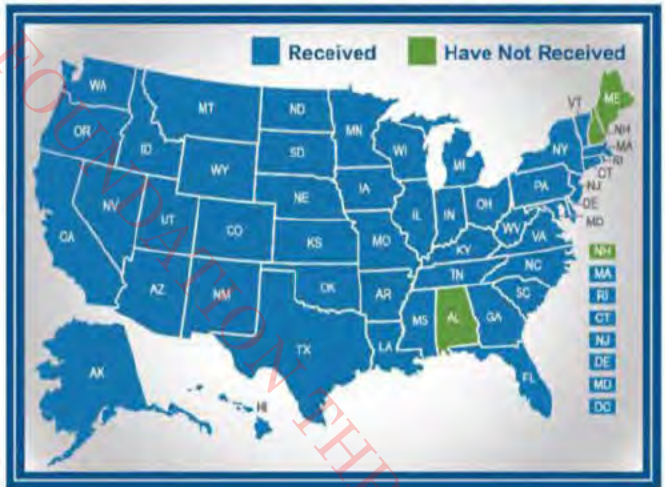 Received Have Not Received
WA
MT
ND
MN
VT
ME
OR
ID
SD
WI
MI
NY
NH
MA
RI
CT
WY
IA
PA
NJ
NV
NE
IL
IN
OH
DE
MD
UT
CO
WV
VA
CA
KS
MO
KY
NH
AZ
NM
OK
AR
TN
NC
MA
SC
RI
TX
MS
AL
GA
CT
LA
NJ
AK
FL
DE
HI
MD
DC
FOUNDATION THE